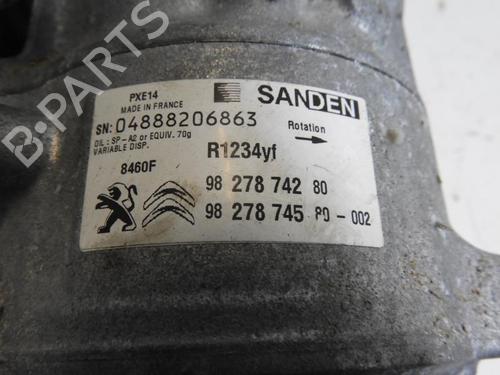 PXE14
MADE IN FRANCE
SANDEN
SN: 04888206863
OIL : SP-A2 or EQUIV. 70g
VARIABLE DISP.
Rotation
8460F
R1234yf
98 278 742 80
98 278 745 80-002
B-PARTS